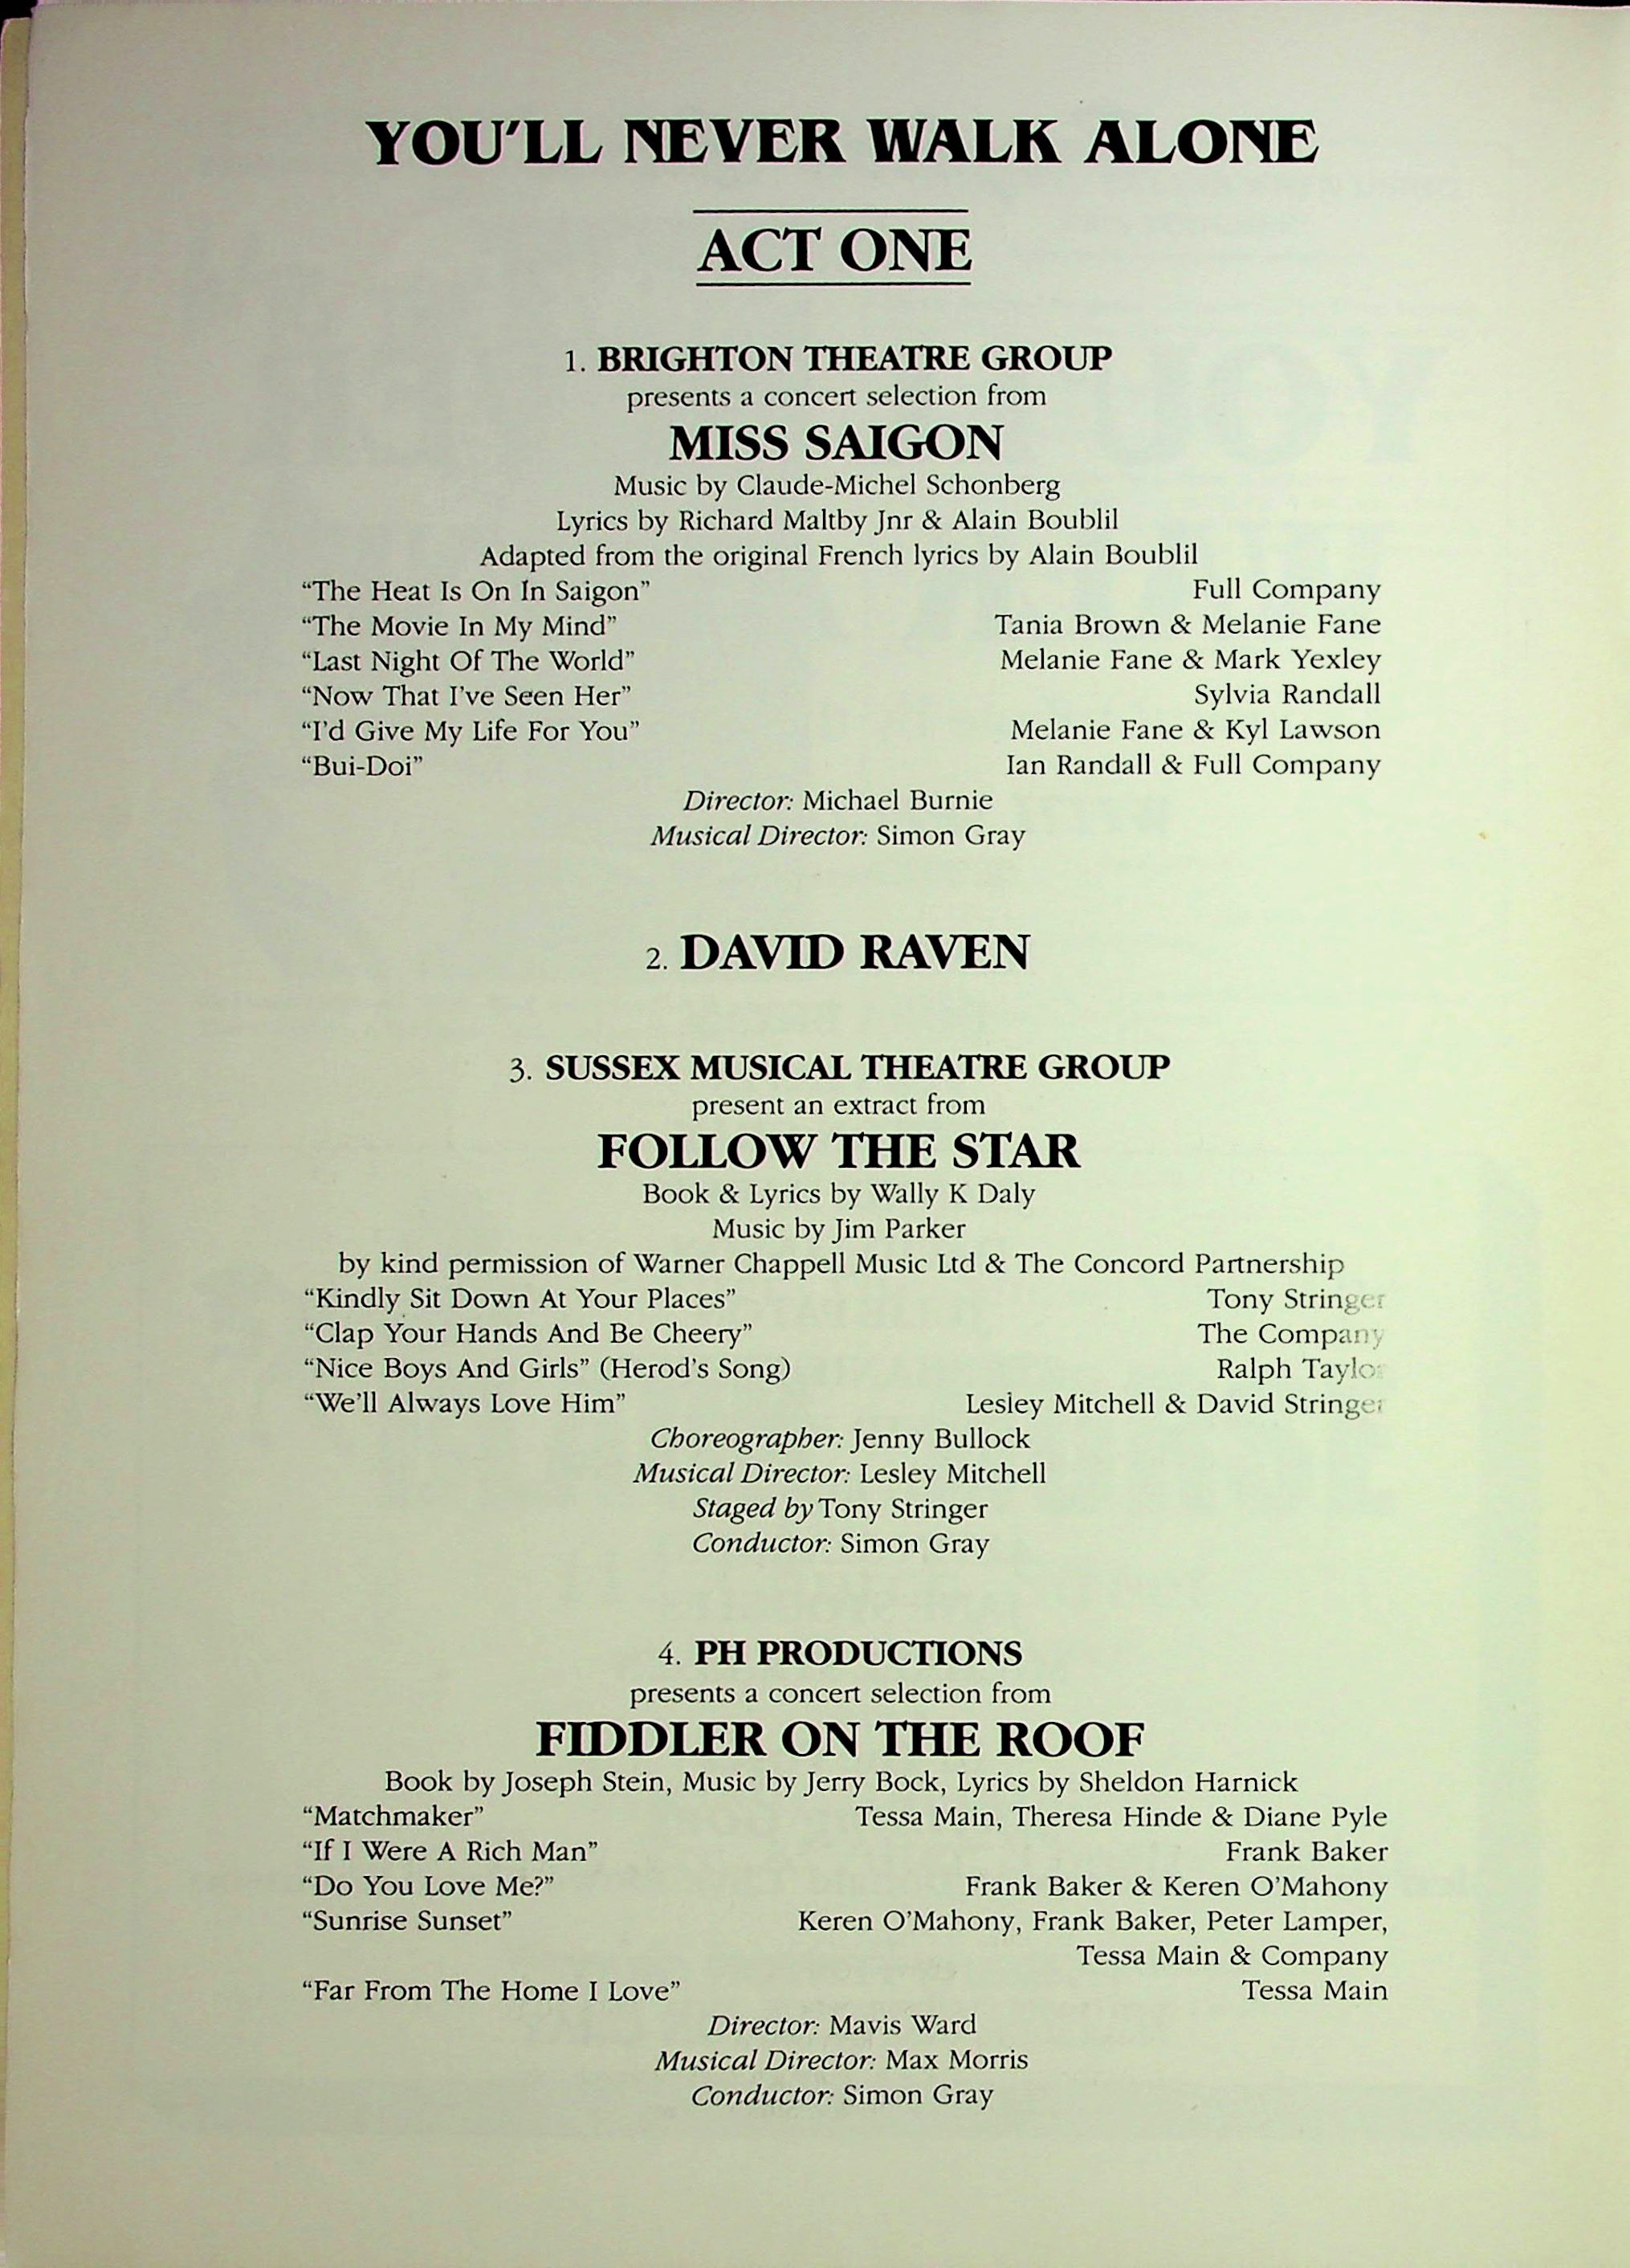 YOU'LL NEVER WALK ALONE
ACT ONE
1. BRIGHTON THEATRE GROUP
presents a concert selection from
MISS SAIGON
Music by Claude-Michel Schonberg
Lyrics by Richard Maltby Jnr & Alain Boublil
Adapted from the original French lyrics by Alain Boublil
“The Heat Is On In Saigon” Full Company
“The Movie In My Mind” Tania Brown & Melanie Fane
“Last Night Of The World” Melanie Fane & Mark Yexley
“Now That I've Seen Her” Sylvia Randall
“I'd Give My Life For You” Melanie Fane & Kyl Lawson
“Bui-Doi” Ian Randall & Full Company
Director: Michael Burnie
Musical Director: Simon Gray
2. DAVID RAVEN
3. SUSSEX MUSICAL THEATRE GROUP
present an extract from
FOLLOW THE STAR
Book & Lyrics by Wally K Daly
Music by Jim Parker
by kind permission of Warner Chappell Music Ltd & The Concord Partnership
“Kindly Sit Down At Your Places” Tony Stringer
“Clap Your Hands And Be Cheery” The Company
“Nice Boys And Girls” (Herod's Song) Ralph Taylor
“We'll Always Love Him” Lesley Mitchell & David Stringer
Choreographer: Jenny Bullock
Musical Director: Lesley Mitchell
Staged by Tony Stringer
Conductor: Simon Gray
4. PH PRODUCTIONS
presents a concert selection from
FIDDLER ON THE ROOF
Book by Joseph Stein, Music by Jerry Bock, Lyrics by Sheldon Harnick
“Matchmaker” Tessa Main, Theresa Hinde & Diane Pyle
“If I Were A Rich Man” Frank Baker
“Do You Love Me?” Frank Baker & Keren O'Mahony
“Sunrise Sunset” Keren O'Mahony, Frank Baker, Peter Lamper,
Tessa Main & Company
“Far From The Home I Love” Tessa Main
Director: Mavis Ward
Musical Director: Max Morris
Conductor: Simon Gray